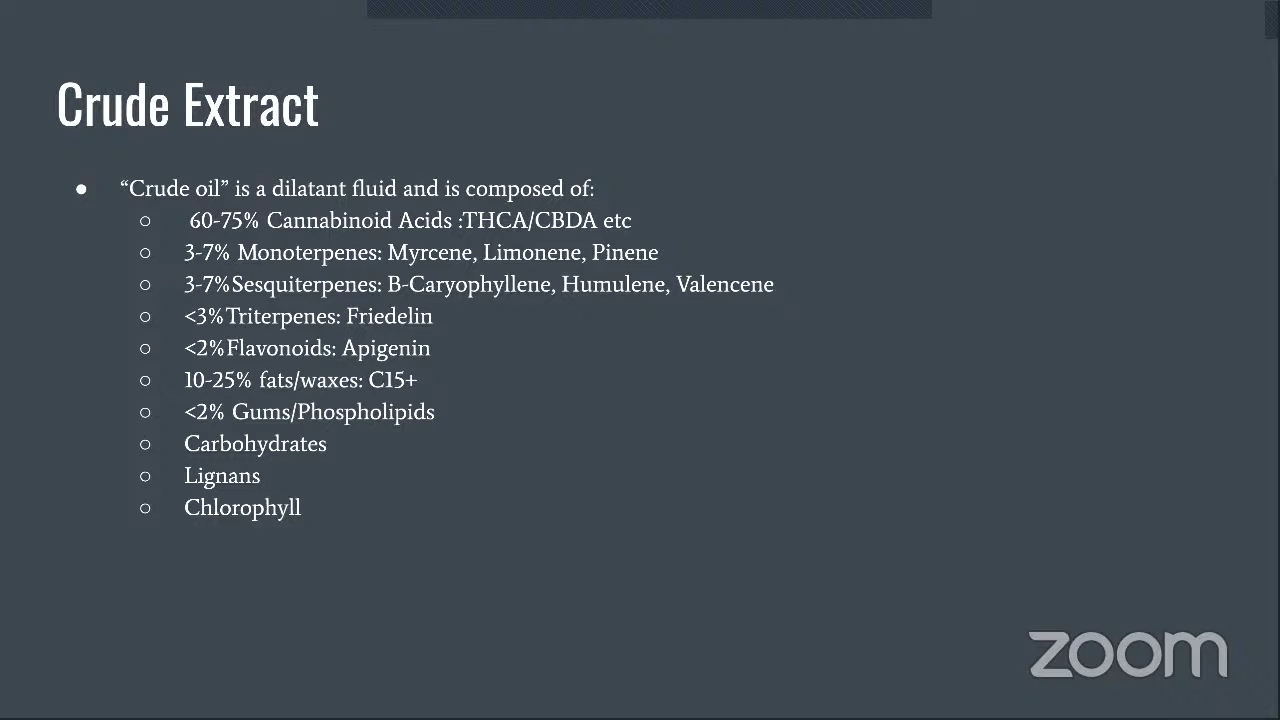 Crude Extract
● “Crude oil” is a dilatant fluid and is composed of:
○ 60-75% Cannabinoid Acids :THCA/CBDA etc
○ 3-7% Monoterpenes: Myrcene, Limonene, Pinene
○ 3-7%Sesquiterpenes: B-Caryophyllene, Humulene, Valencene
○ <3%Triterpenes: Friedelin
○ <2%Flavonoids: Apigenin
○ 10-25% fats/waxes: C15+
○ <2% Gums/Phospholipids
○ Carbohydrates
○ Lignans
○ Chlorophyll
zoom